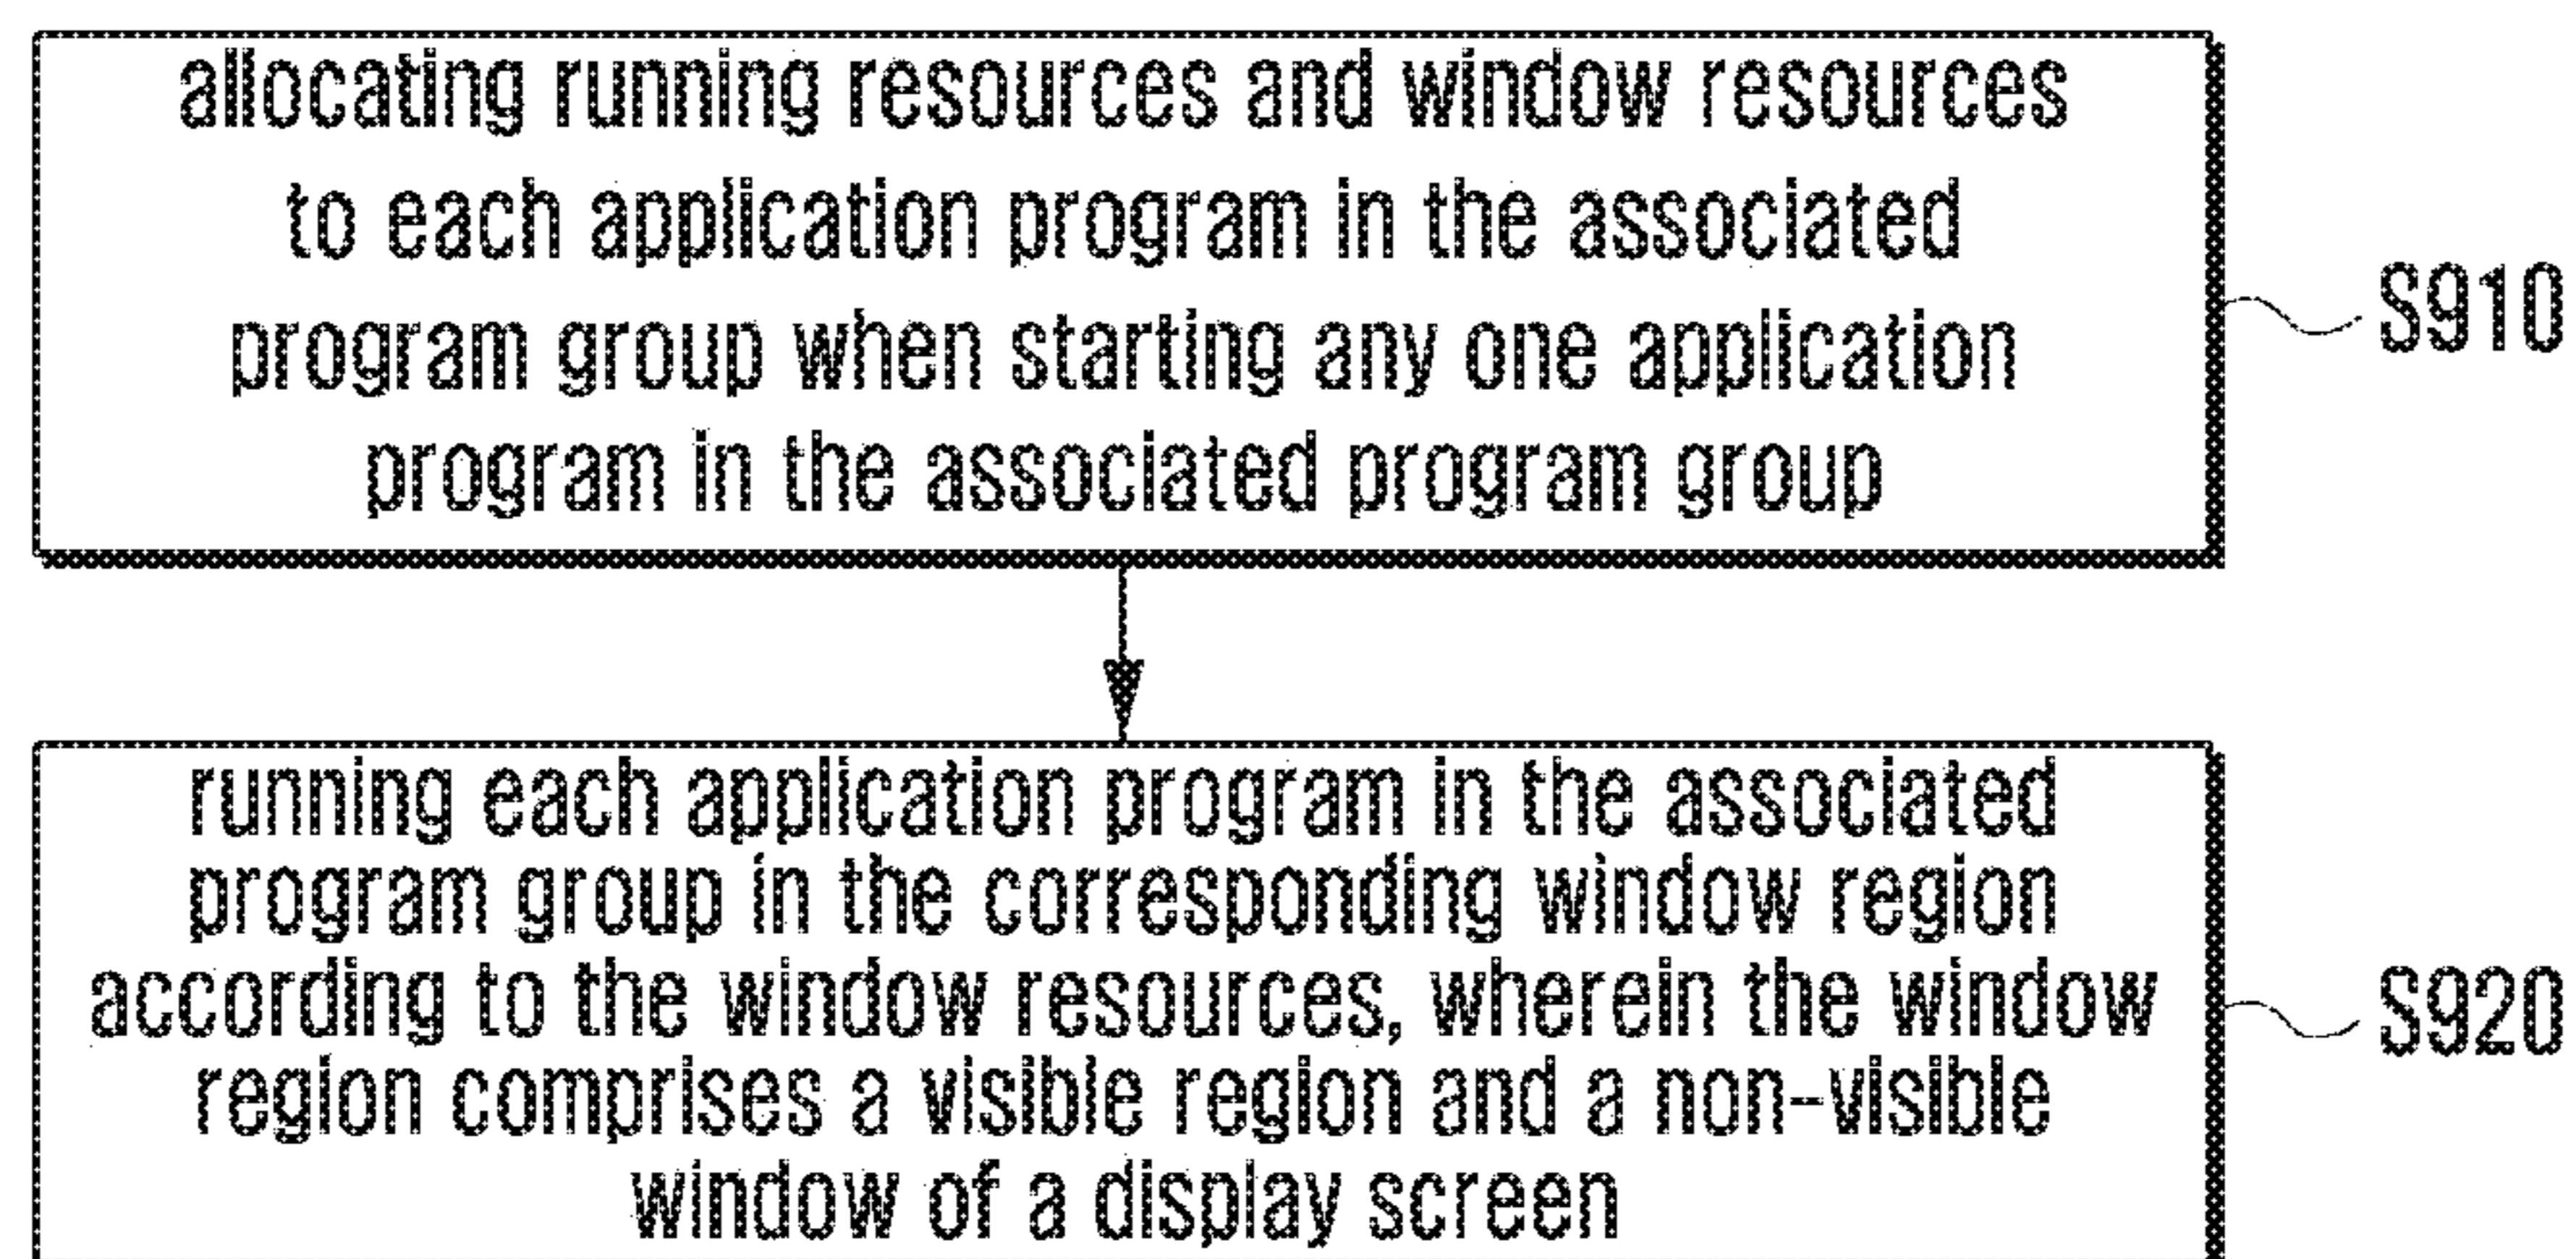 allocating running resources and window resources
to each application program in the associated
program group when starting any one application
program in the associated program group
S910
running each application program in the associated
program group in the corresponding window region
according to the window resources, wherein the window
region comprises a visible region and a non-visible
window of a display screen
S920